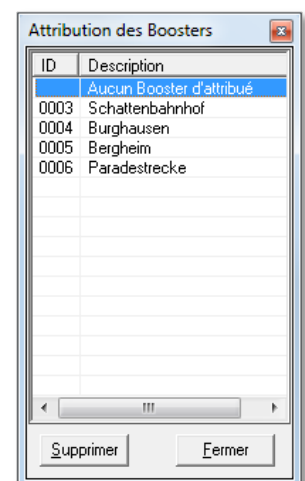 Attribution des Boosters
ID Description
Aucun Booster d'attribué
0003 Schattenbahnhof
0004 Burghausen
0005 Bergheim
0006 Paradestrecke
Supprimer Fermer